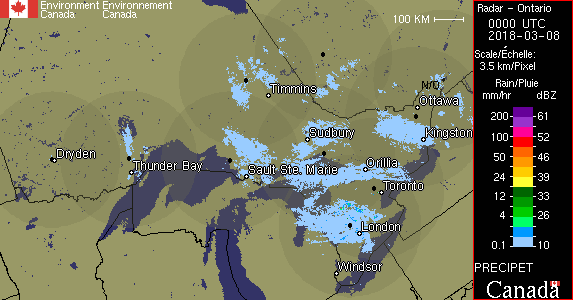 Environment Environnement
Canada Canada
100 KM
Timmins
N/O
Ottawa
Sudbury
Kingston
Dryden
Thunder Bay
Sault Ste. Marie
Orillia
Toronto
London
Windsor
Radar - Ontario
0000 UTC
2018-03-08
Scale/Échelle:
3.5 km/Pixel
Rain/Pluie
mm/hr dBZ
200 61
100 52
50 46
24 39
12 33
4 26
0.1 10
PRECIPET
Canada